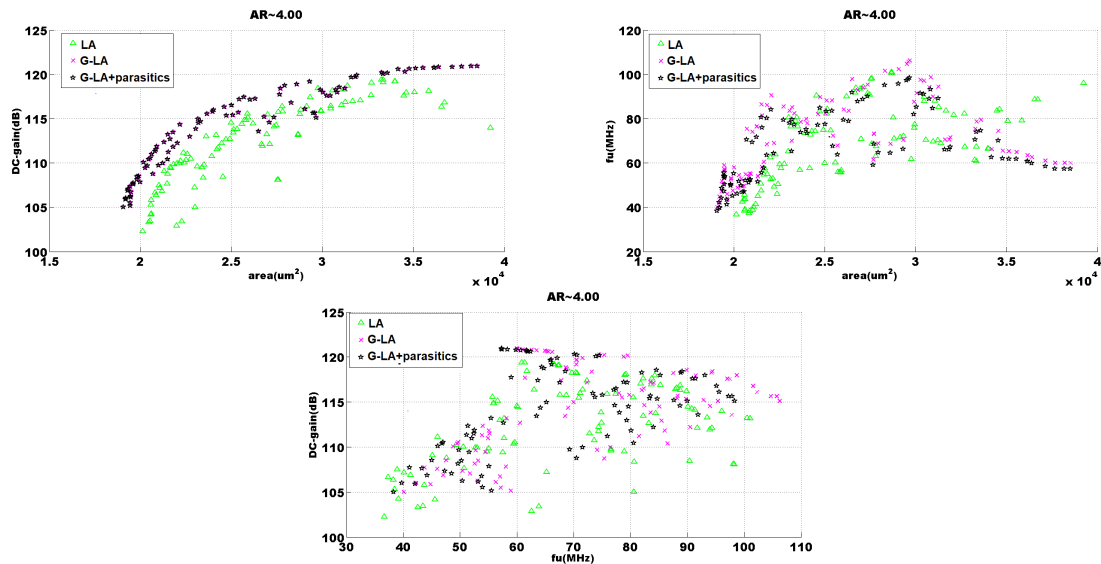 AR~4.00
125
120
115
110
105
100
DC-gain(dB)
LA
G-LA
G-LA+parasitics
1.5
2
2.5
3
3.5
4
area(um²)
x 10⁴
AR~4.00
120
100
80
60
40
20
fu(MHz)
LA
G-LA
G-LA+parasitics
1.5
2
2.5
3
3.5
4
area(um²)
x 10⁴
AR~4.00
125
120
115
110
105
100
DC-gain(dB)
LA
G-LA
G-LA+parasitics
30
40
50
60
70
80
90
100
110
fu(MHz)